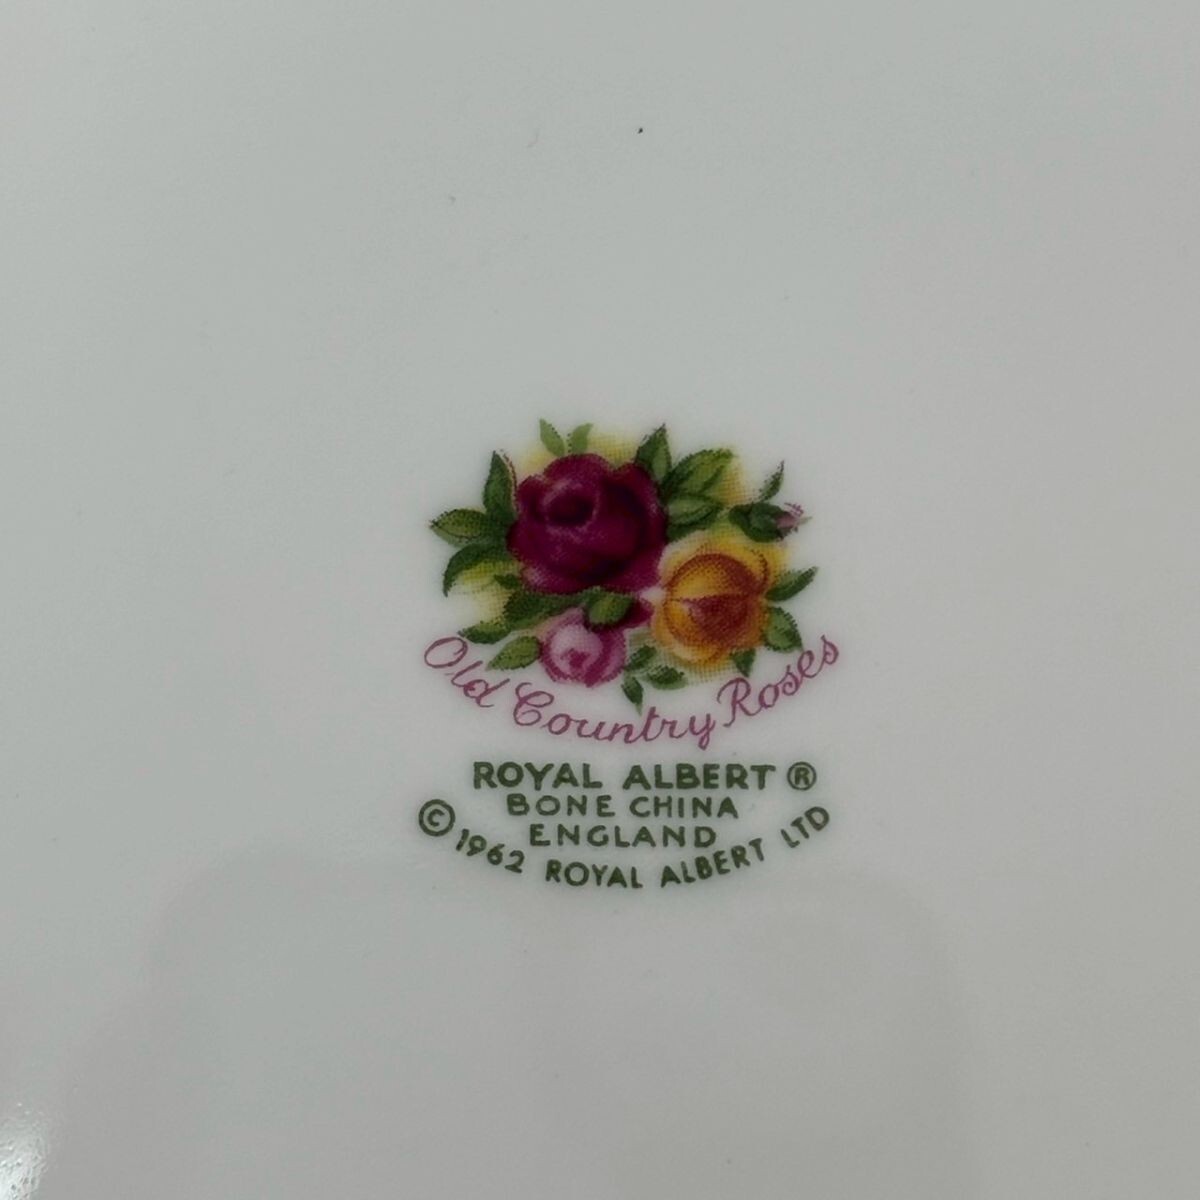 Old Country Roses
ROYAL ALBERT ®
BONE CHINA
ENGLAND
© 1962 ROYAL ALBERT LTD